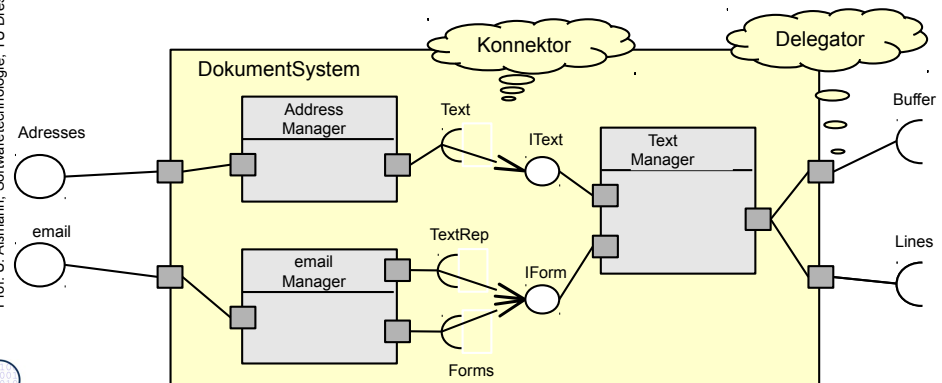 Konnektor
Delegator
DokumentSystem
Buffer
Address
Manager
Text
IText
Text
Manager
Adresses
email
TextRep
email
Manager
IForm
Lines
Forms